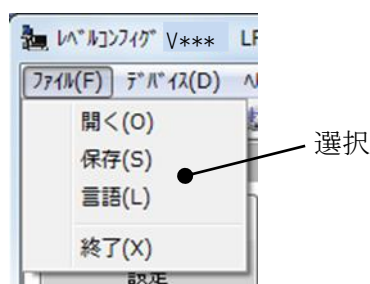 ﾚﾍﾞﾙｺﾝﾌｨｸﾞ V***
ﾌｧｲﾙ(F) ﾃﾞﾊﾞｲｽ(D)
開く(O)
保存(S)
言語(L)
終了(X)
設定
選択